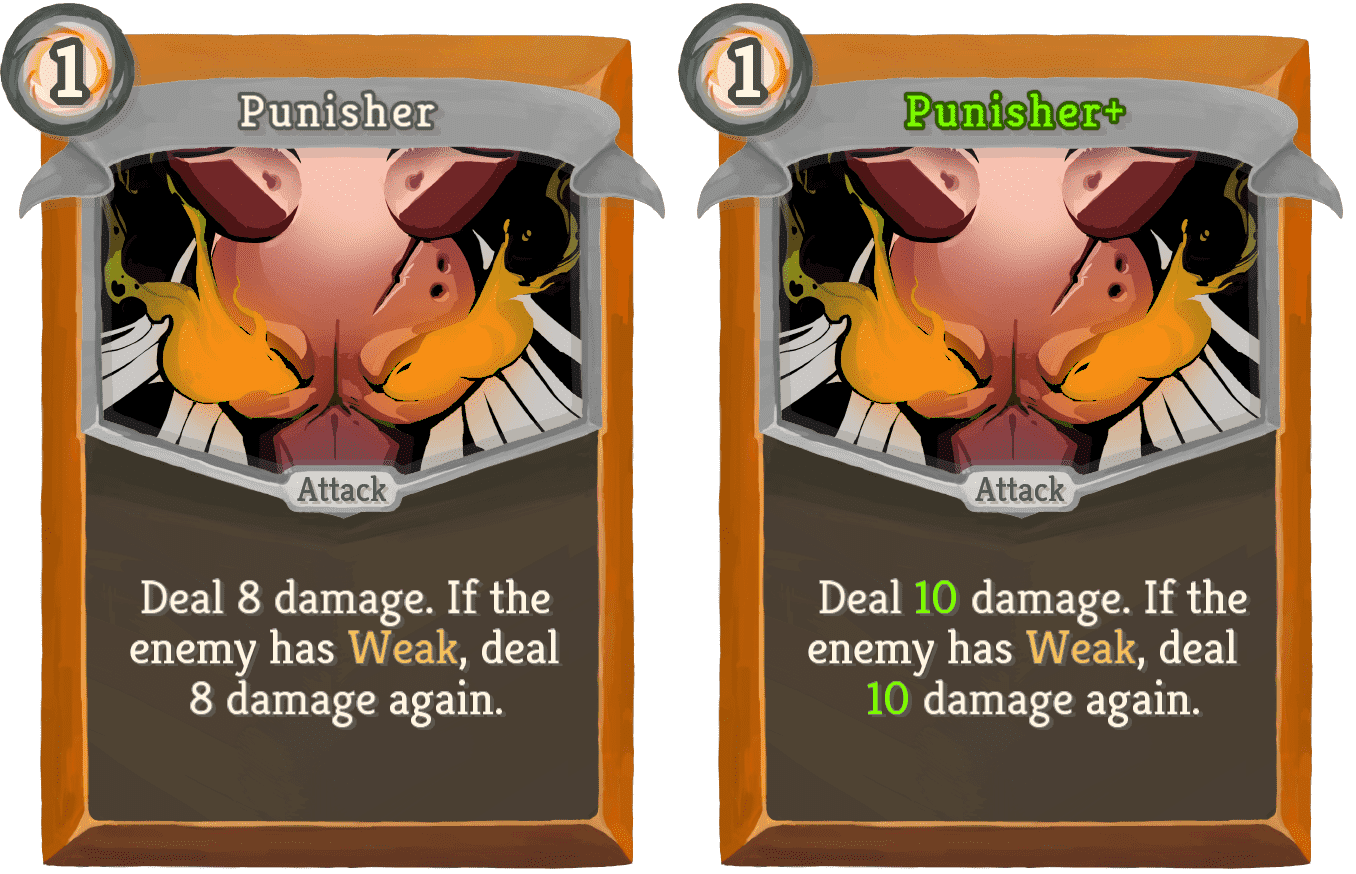 1
Punisher
Attack
Deal 8 damage. If the
enemy has Weak, deal
8 damage again.
1
Punisher+
Attack
Deal 10 damage. If the
enemy has Weak, deal
10 damage again.